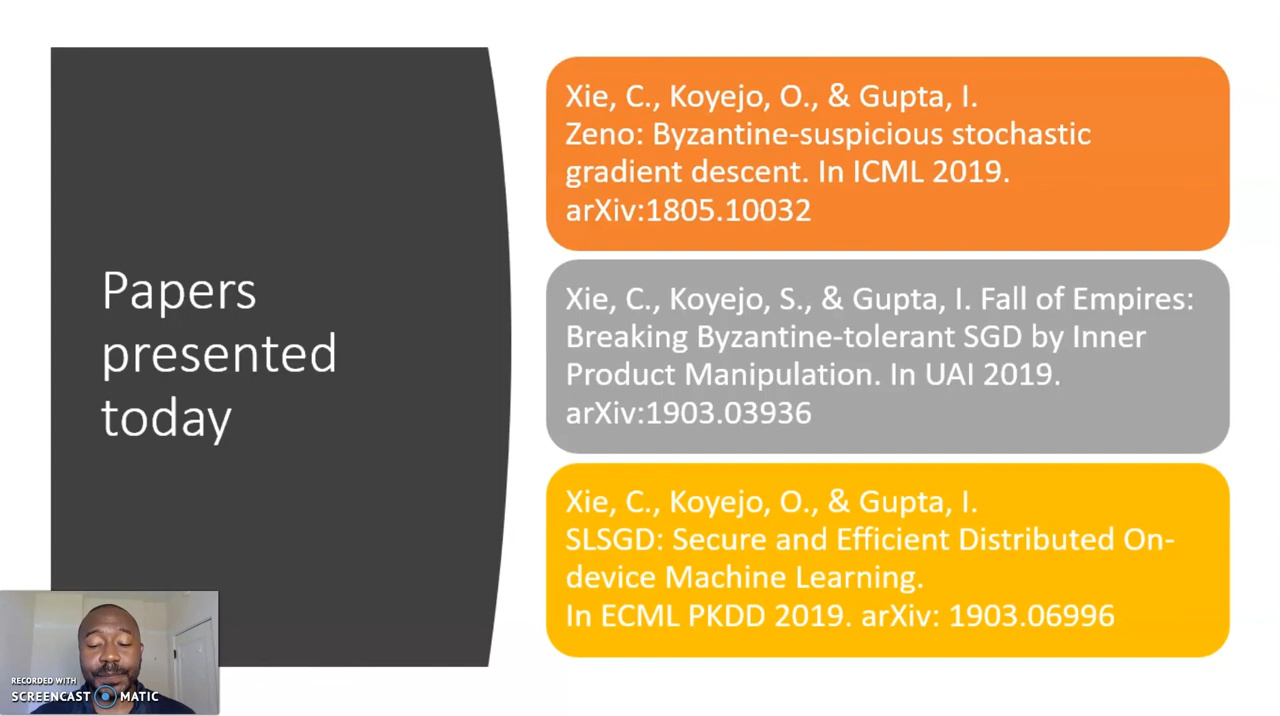 Papers
presented
today
Xie, C., Koyejo, O., & Gupta, I.
Zeno: Byzantine-suspicious stochastic
gradient descent. In ICML 2019.
arXiv:1805.10032
Xie, C., Koyejo, S., & Gupta, I. Fall of Empires:
Breaking Byzantine-tolerant SGD by Inner
Product Manipulation. In UAI 2019.
arXiv:1903.03936
Xie, C., Koyejo, O., & Gupta, I.
SLSGD: Secure and Efficient Distributed On-
device Machine Learning.
In ECML PKDD 2019. arXiv: 1903.06996
RECORDED WITH
SCREENCAST MATIC